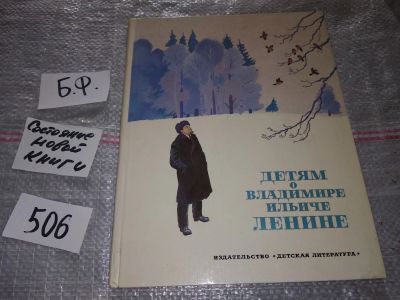 Б.Ф.
Состояние
новой
книги
506
ДЕТЯМ
О
ВЛАДИМИРЕ
ИЛЬИЧЕ
ЛЕНИНЕ
ИЗДАТЕЛЬСТВО «ДЕТСКАЯ ЛИТЕРАТУРА»